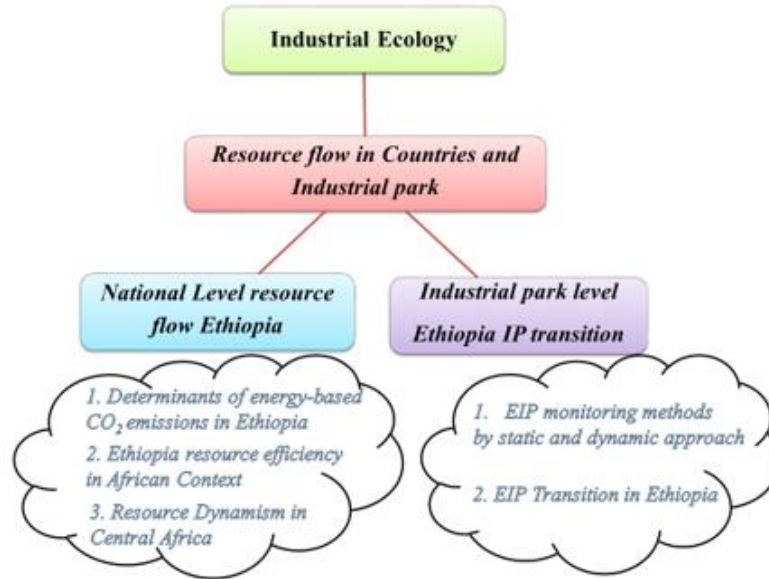 Industrial Ecology
Resource flow in Countries and
Industrial park
National Level resource
flow Ethiopia
Industrial park level
Ethiopia IP transition
1. Determinants of energy-based
CO₂ emissions in Ethiopia
2. Ethiopia resource efficiency
in African Context
3. Resource Dynamism in
Central Africa
1. EIP monitoring methods
by static and dynamic approach
2. EIP Transition in Ethiopia